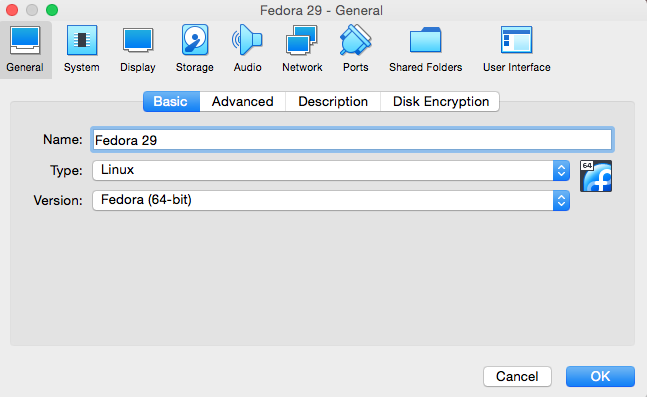 Fedora 29 - General
General System Display Storage Audio Network Ports Shared Folders User Interface
Basic Advanced Description Disk Encryption
Name: Fedora 29
Type: Linux
64
Version: Fedora (64-bit)
Cancel OK